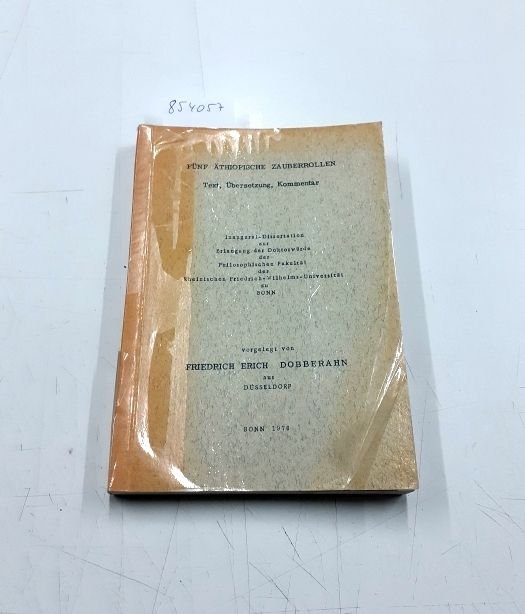 854057
FÜNF ÄTHIOPISCHE ZAUBERROLLEN
Text, Übersetzung, Kommentar
Inaugural-Dissertation
zur
Erlangung der Doktorwürde
der
Philosophischen Fakultät
der
Rheinischen Friedrich-Wilhelms-Universität
zu
BONN
vorgelegt von
FRIEDRICH ERICH DOBBERAHN
aus
DÜSSELDORF
BONN 1976